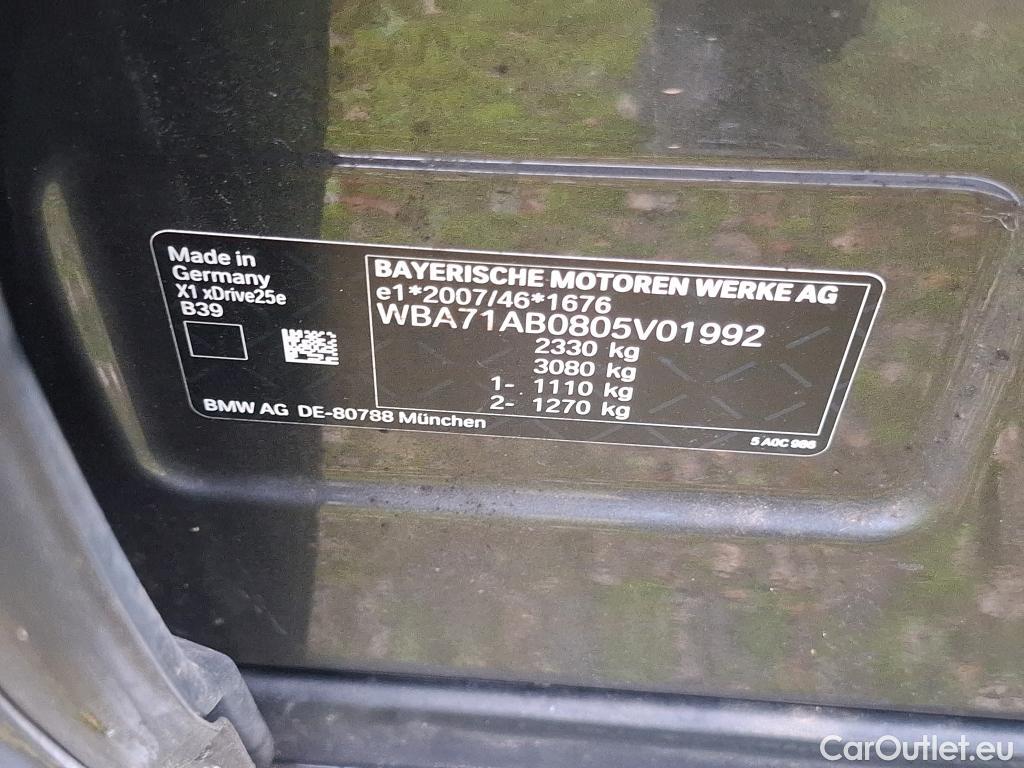 Made in
Germany
X1 xDrive25e
B39
BAYERISCHE MOTOREN WERKE AG
e1*2007/46*1676
WBA71AB0805V01992
2330 kg
3080 kg
1- 1110 kg
2- 1270 kg
BMW AG DE-80788 München
5 A0C 986
CarOutlet.eu